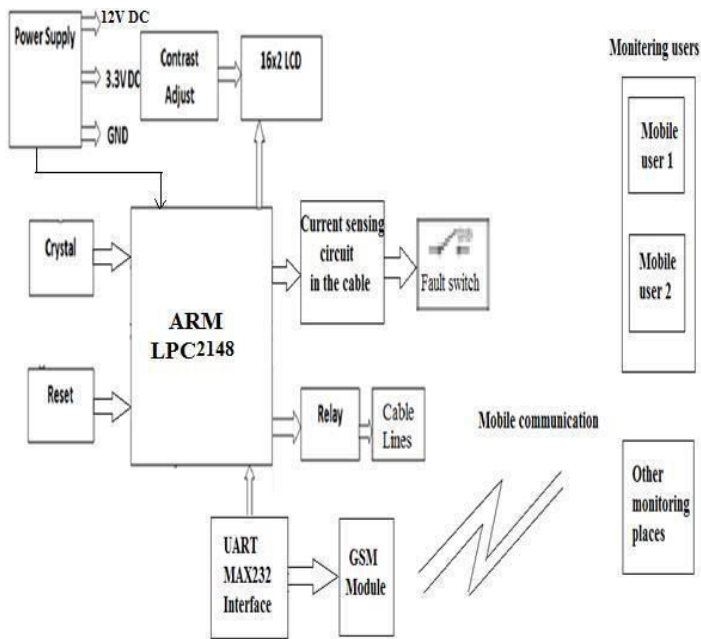 Power Supply
12V DC
3.3V DC
GND
Contrast
Adjust
16x2 LCD
Monitering users
Mobile
user 1
Mobile
user 2
Crystal
Current sensing
circuit
in the cable
Fault switch
ARM
LPC2148
Reset
Relay
Cable
Lines
Mobile communication
Other
monitoring
places
UART
MAX232
Interface
GSM
Module